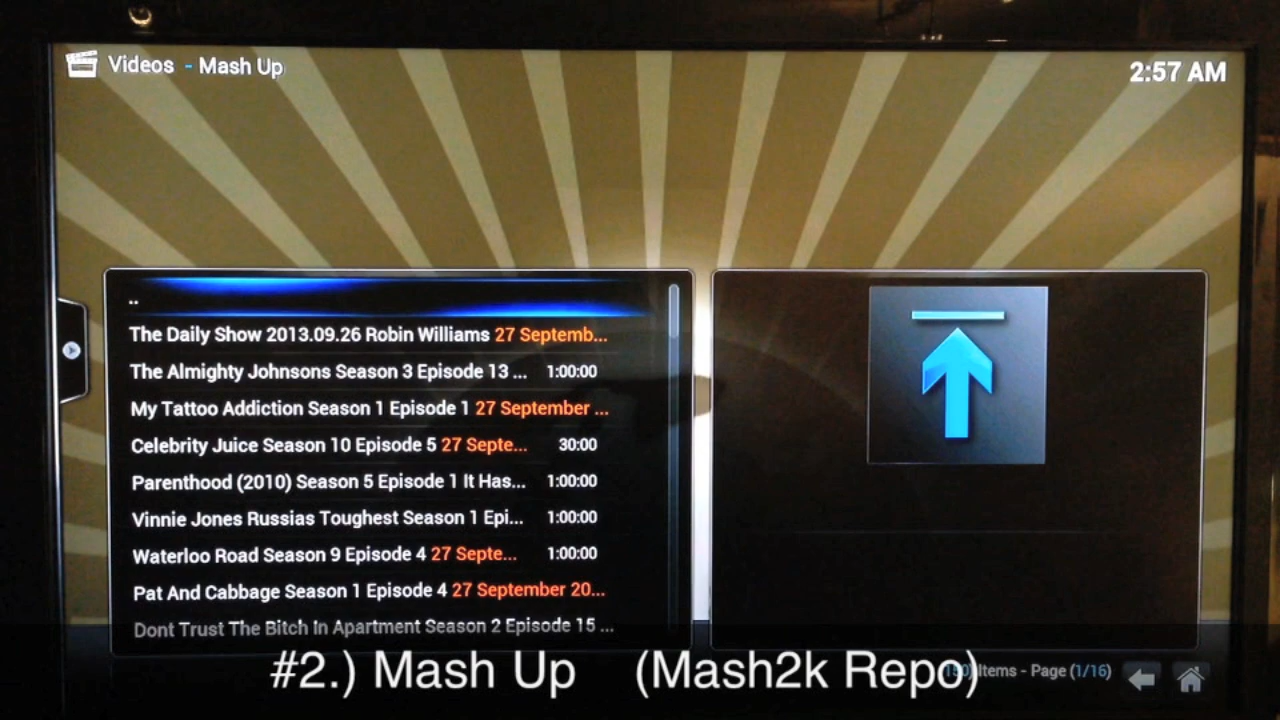 Videos - Mash Up
2:57 AM
..
The Daily Show 2013.09.26 Robin Williams 27 Septemb...
The Almighty Johnsons Season 3 Episode 13 ... 1:00:00
My Tattoo Addiction Season 1 Episode 1 27 September ...
Celebrity Juice Season 10 Episode 5 27 Septe... 30:00
Parenthood (2010) Season 5 Episode 1 It Has... 1:00:00
Vinnie Jones Russias Toughest Season 1 Epi... 1:00:00
Waterloo Road Season 9 Episode 4 27 Septe... 1:00:00
Pat And Cabbage Season 1 Episode 4 27 September 20...
Dont Trust The Bitch In Apartment Season 2 Episode 15 ...
#2.) Mash Up (Mash2k Repo)
Items - Page (1/16)